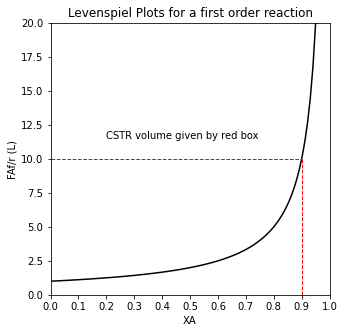 Levenspiel Plots for a first order reaction
20.0
17.5
15.0
12.5
10.0
7.5
5.0
2.5
0.0
FAf/r (L)
CSTR volume given by red box
0.0 0.1 0.2 0.3 0.4 0.5 0.6 0.7 0.8 0.9 1.0
XA